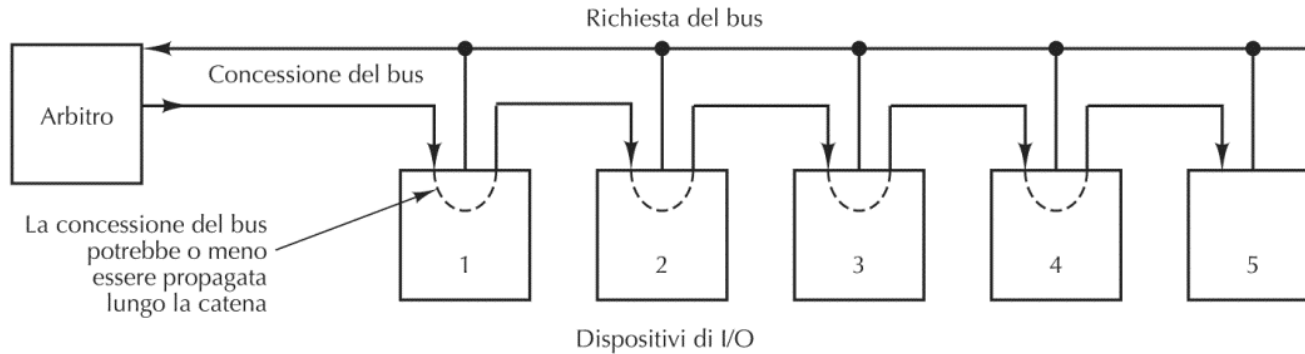 Richiesta del bus
Concessione del bus
Arbitro
La concessione del bus
potrebbe o meno
essere propagata
lungo la catena
1
2
3
4
5
Dispositivi di I/O